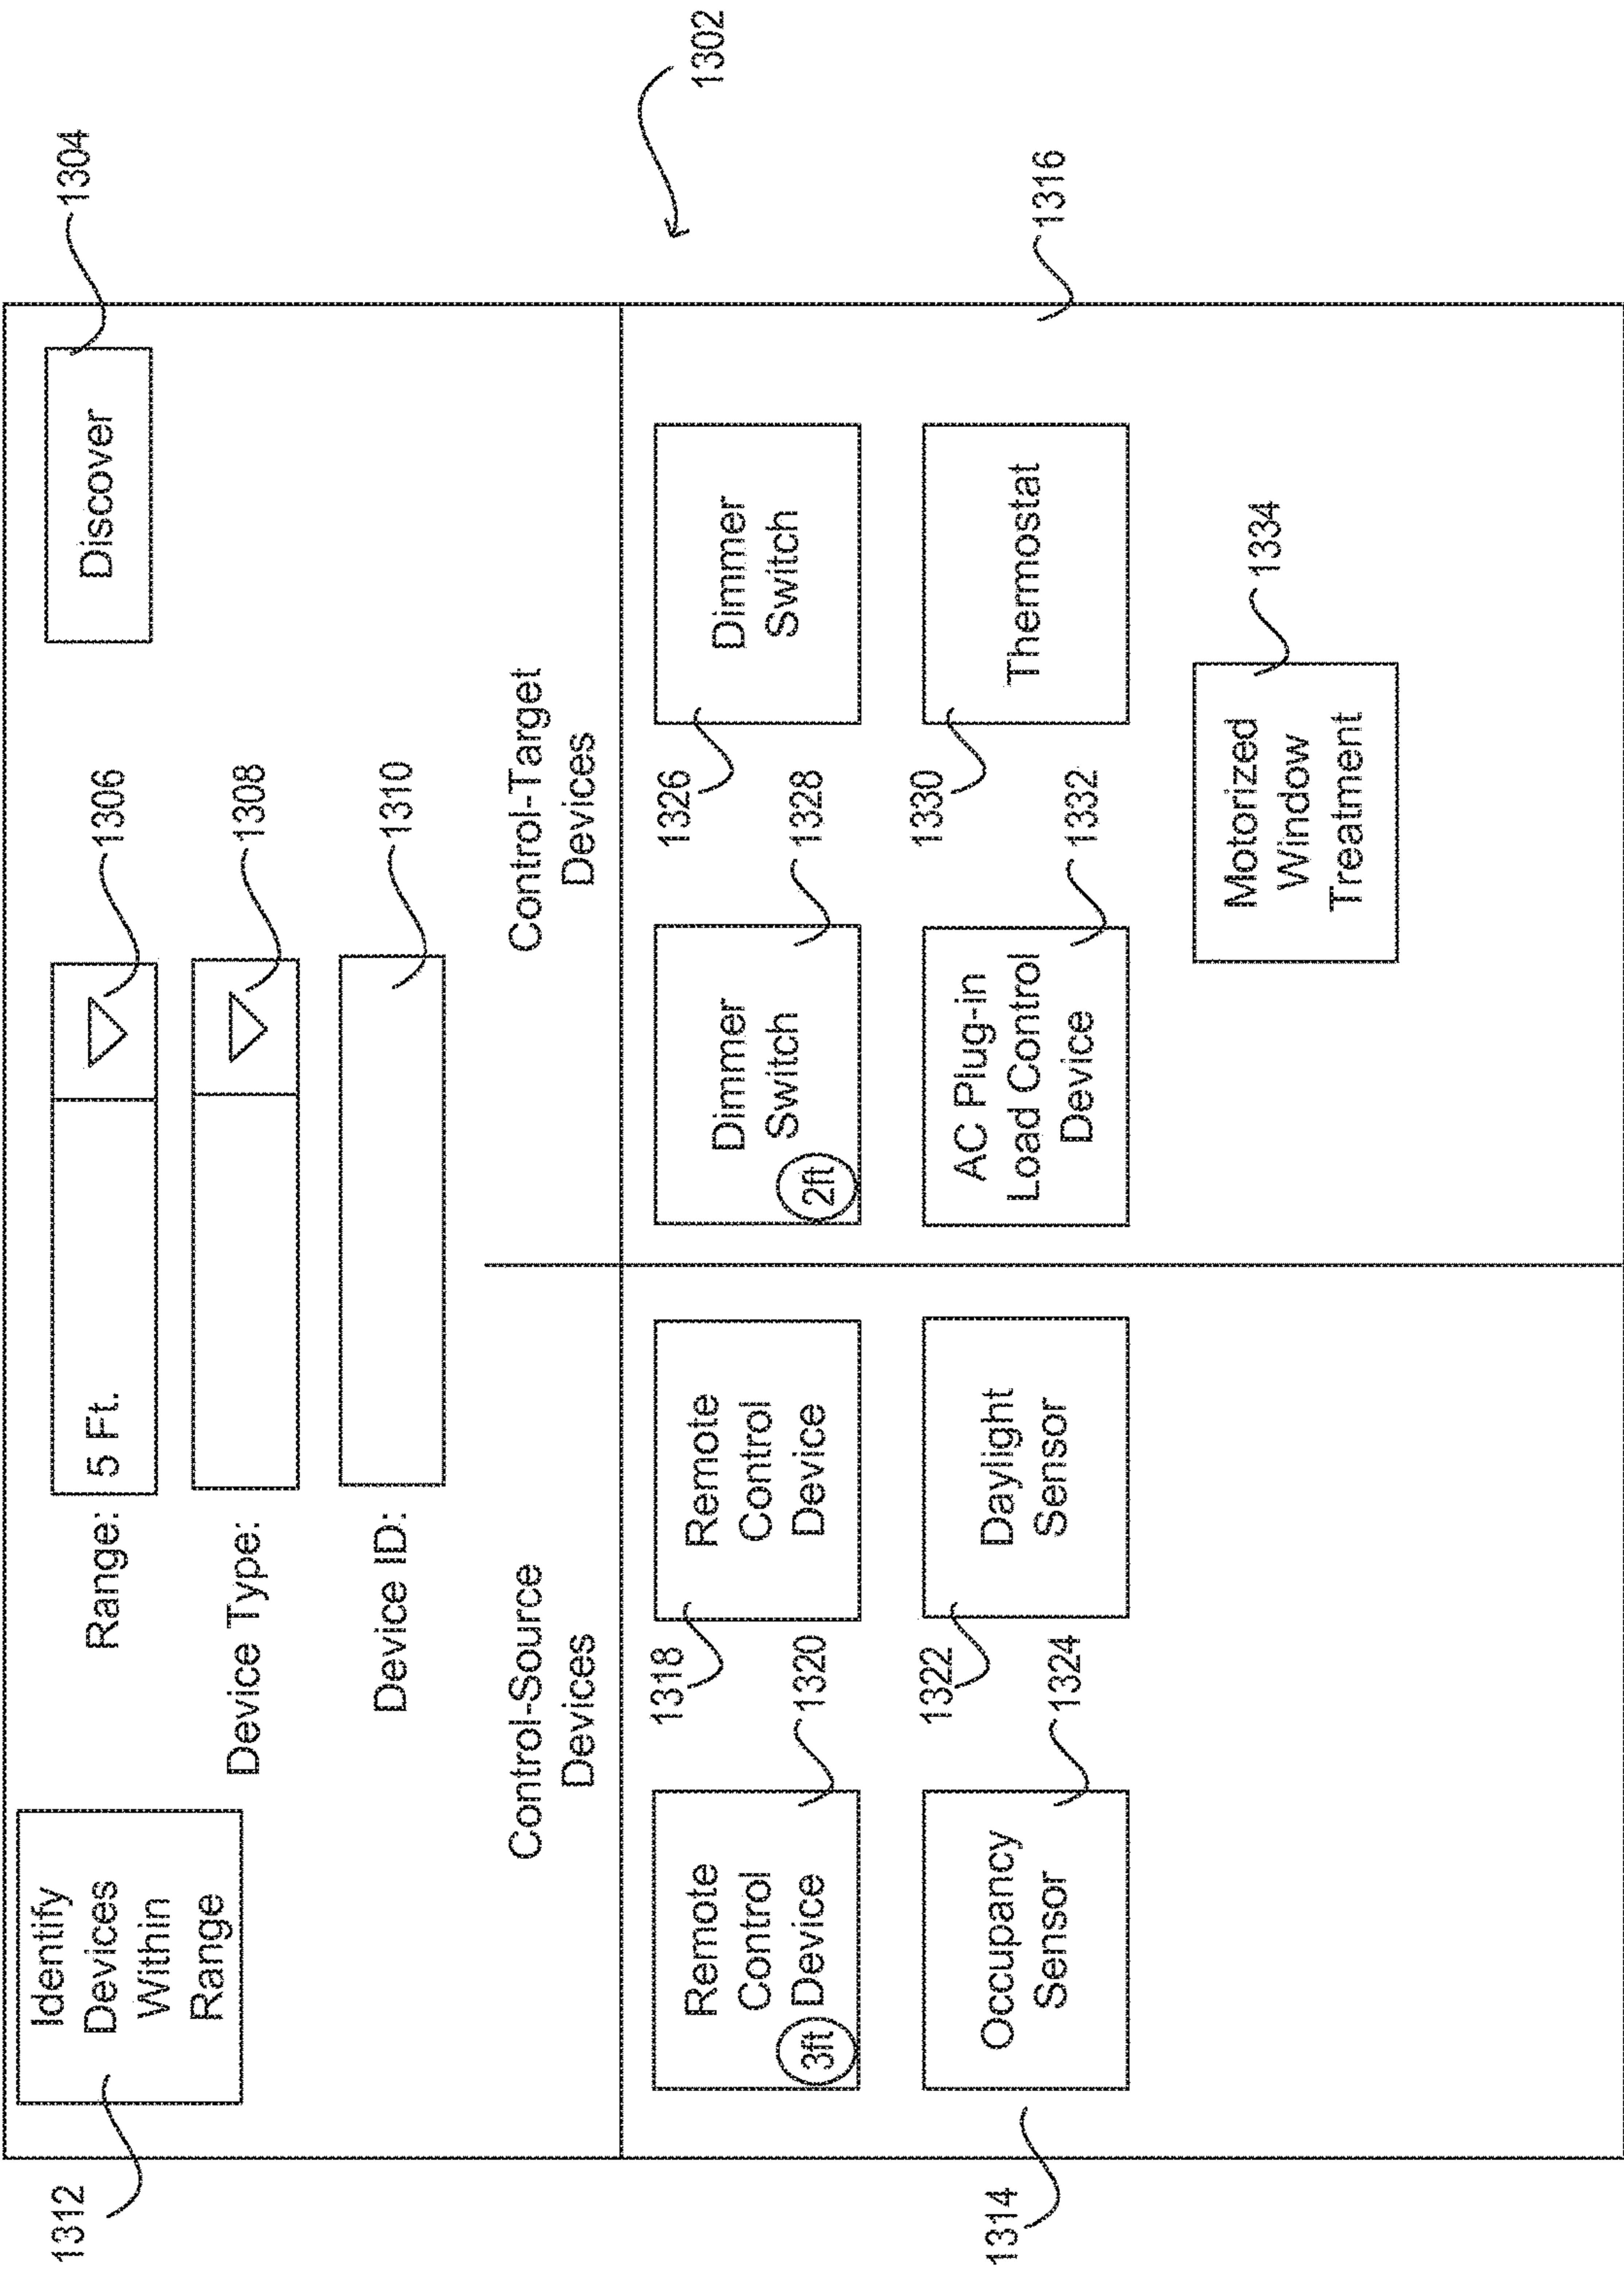 1312
Identify
Devices
Within
Range
Range: 5 Ft.
1306
Discover
1304
Device Type:
1308
Device ID:
1310
1302
Control-Source
Devices
Control-Target
Devices
Remote
Control
Device
3ft
1318
1320
Remote
Control
Device
Dimmer
Switch
2ft
1326
1328
Dimmer
Switch
1314
Occupancy
Sensor
1322
1324
Daylight
Sensor
AC Plug-in
Load Control
Device
1330
1332
Thermostat
1316
Motorized
Window
Treatment
1334